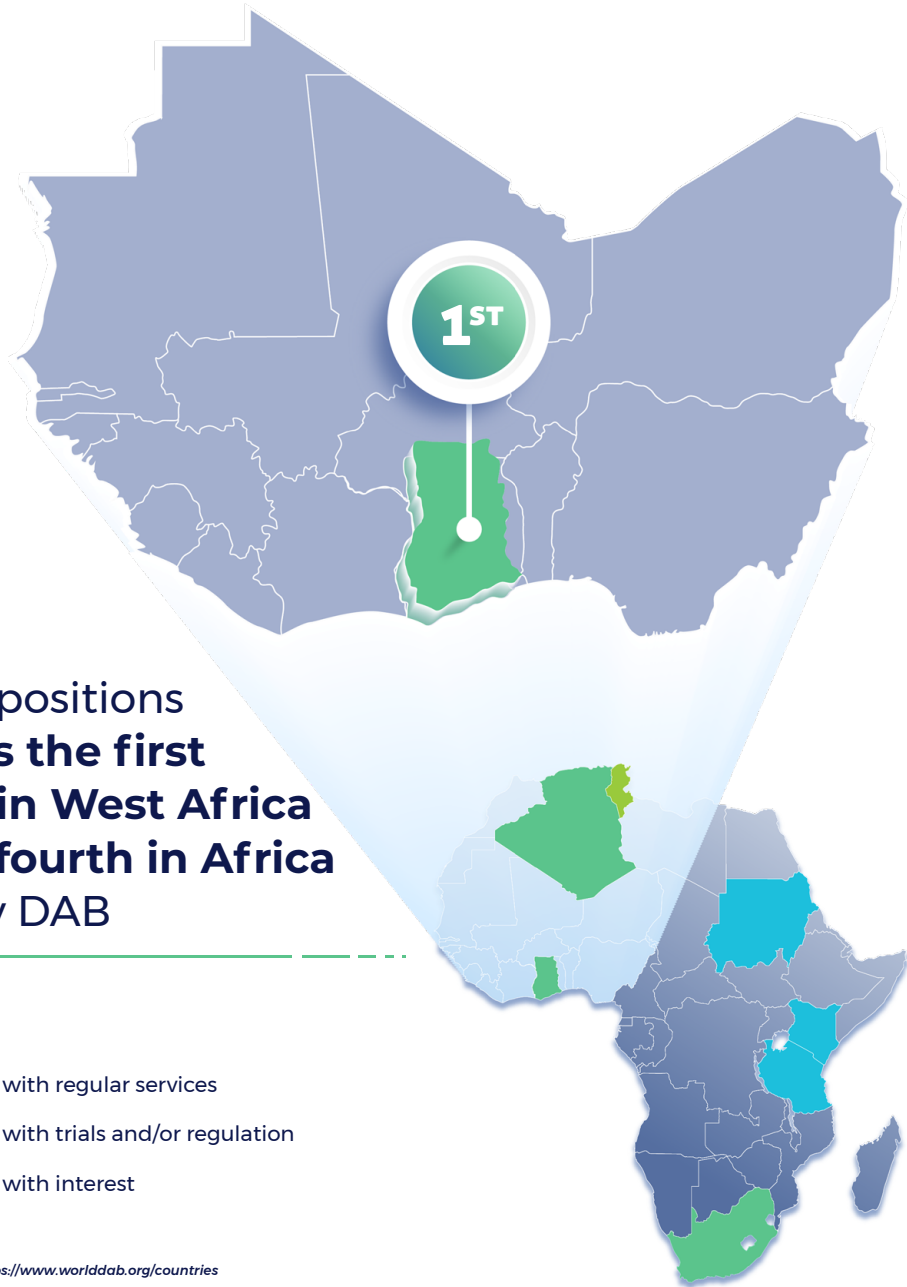 1ST
positions
s the first
in West Africa
fourth in Africa
y DAB
with regular services
with trials and/or regulation
with interest
s://www.worlddab.org/countries